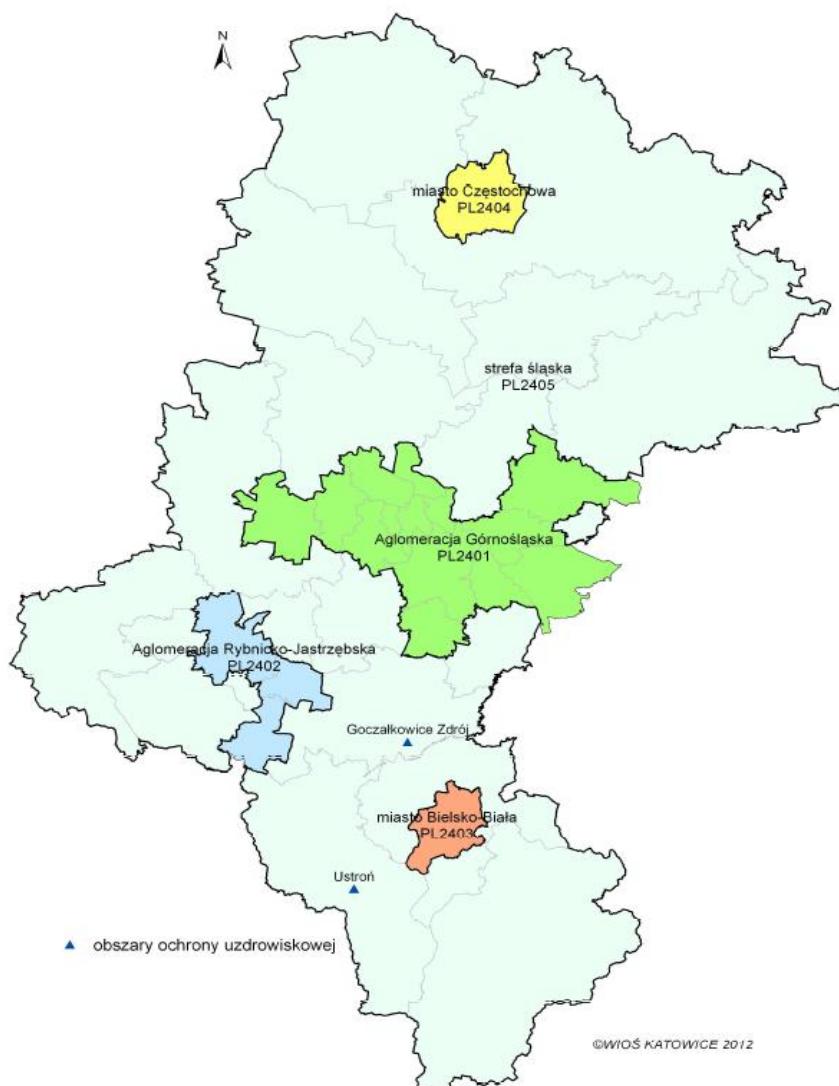 N
miasto Częstochowa
PL2404
strefa śląska
PL2405
Aglomeracja Górnośląska
PL2401
Aglomeracja Rybnicko-Jastrzębska
PL2402
Goczałkowice Zdrój
miasto Bielsko-Biała
PL2403
Ustroń
obszary ochrony uzdrowiskowej
©WIOŚ KATOWICE 2012